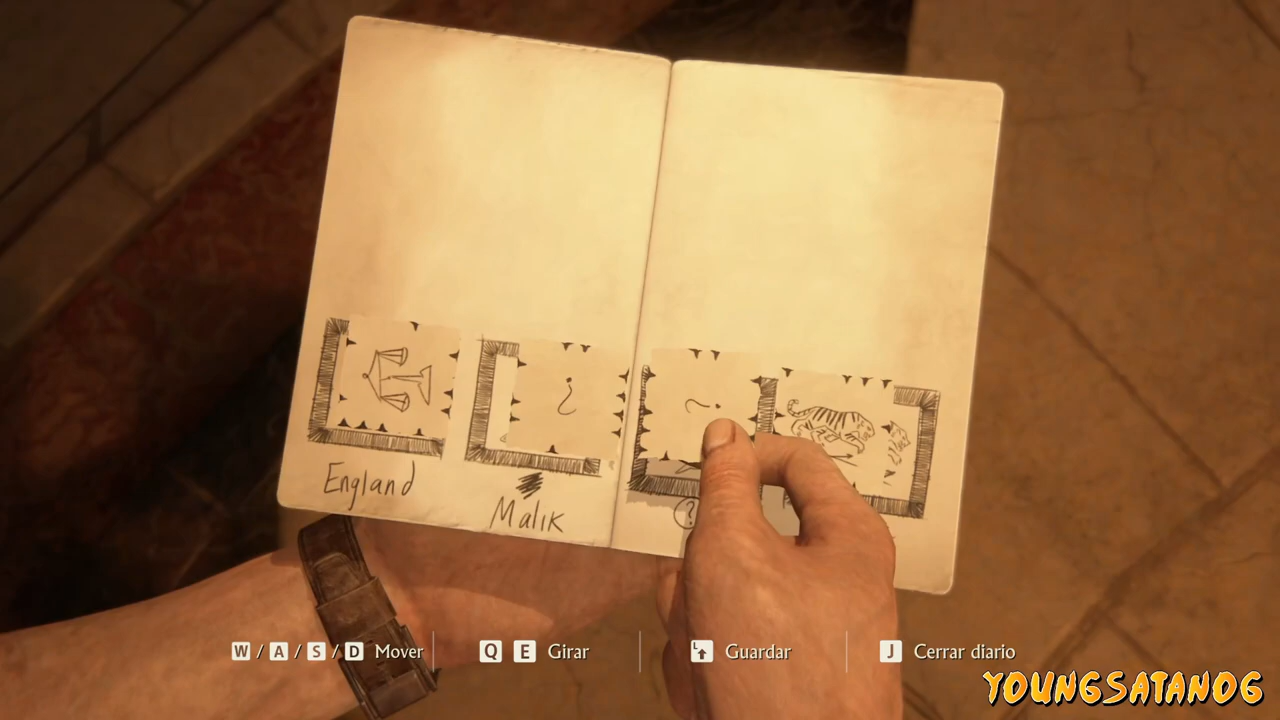 England
Malik
?
W / A / S / D Mover
Q E Girar
L Guardar
J Cerrar diario
YOUNGSATANOG